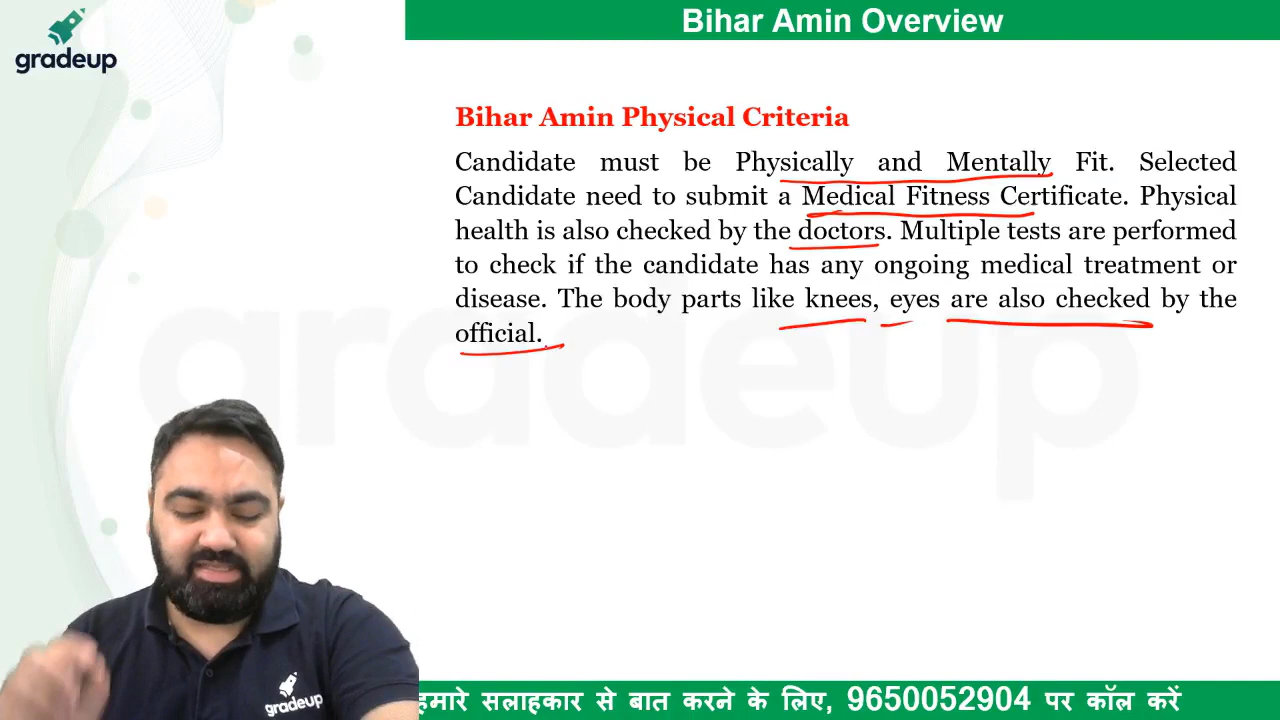 gradeup
Bihar Amin Overview
Bihar Amin Physical Criteria
Candidate must be Physically and Mentally Fit. Selected
Candidate need to submit a Medical Fitness Certificate. Physical
health is also checked by the doctors. Multiple tests are performed
to check if the candidate has any ongoing medical treatment or
disease. The body parts like knees, eyes are also checked by the
official.
gradeup
gradeup
हमारे सलाहकार से बात करने के लिए, 9650052904 पर कॉल करें